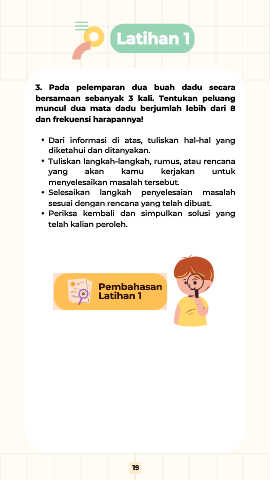 Latihan 1
3. Pada pelemparan dua buah dadu secara
bersamaan sebanyak 3 kali. Tentukan peluang
muncul dua mata dadu berjumlah lebih dari 8
dan frekuensi harapannya!
• Dari informasi di atas, tuliskan hal-hal yang
diketahui dan ditanyakan.
• Tuliskan langkah-langkah, rumus, atau rencana
yang akan kamu kerjakan untuk
menyelesaikan masalah tersebut.
• Selesaikan langkah penyelesaian masalah
sesuai dengan rencana yang telah dibuat.
• Periksa kembali dan simpulkan solusi yang
telah kalian peroleh.
Pembahasan
Latihan 1
19